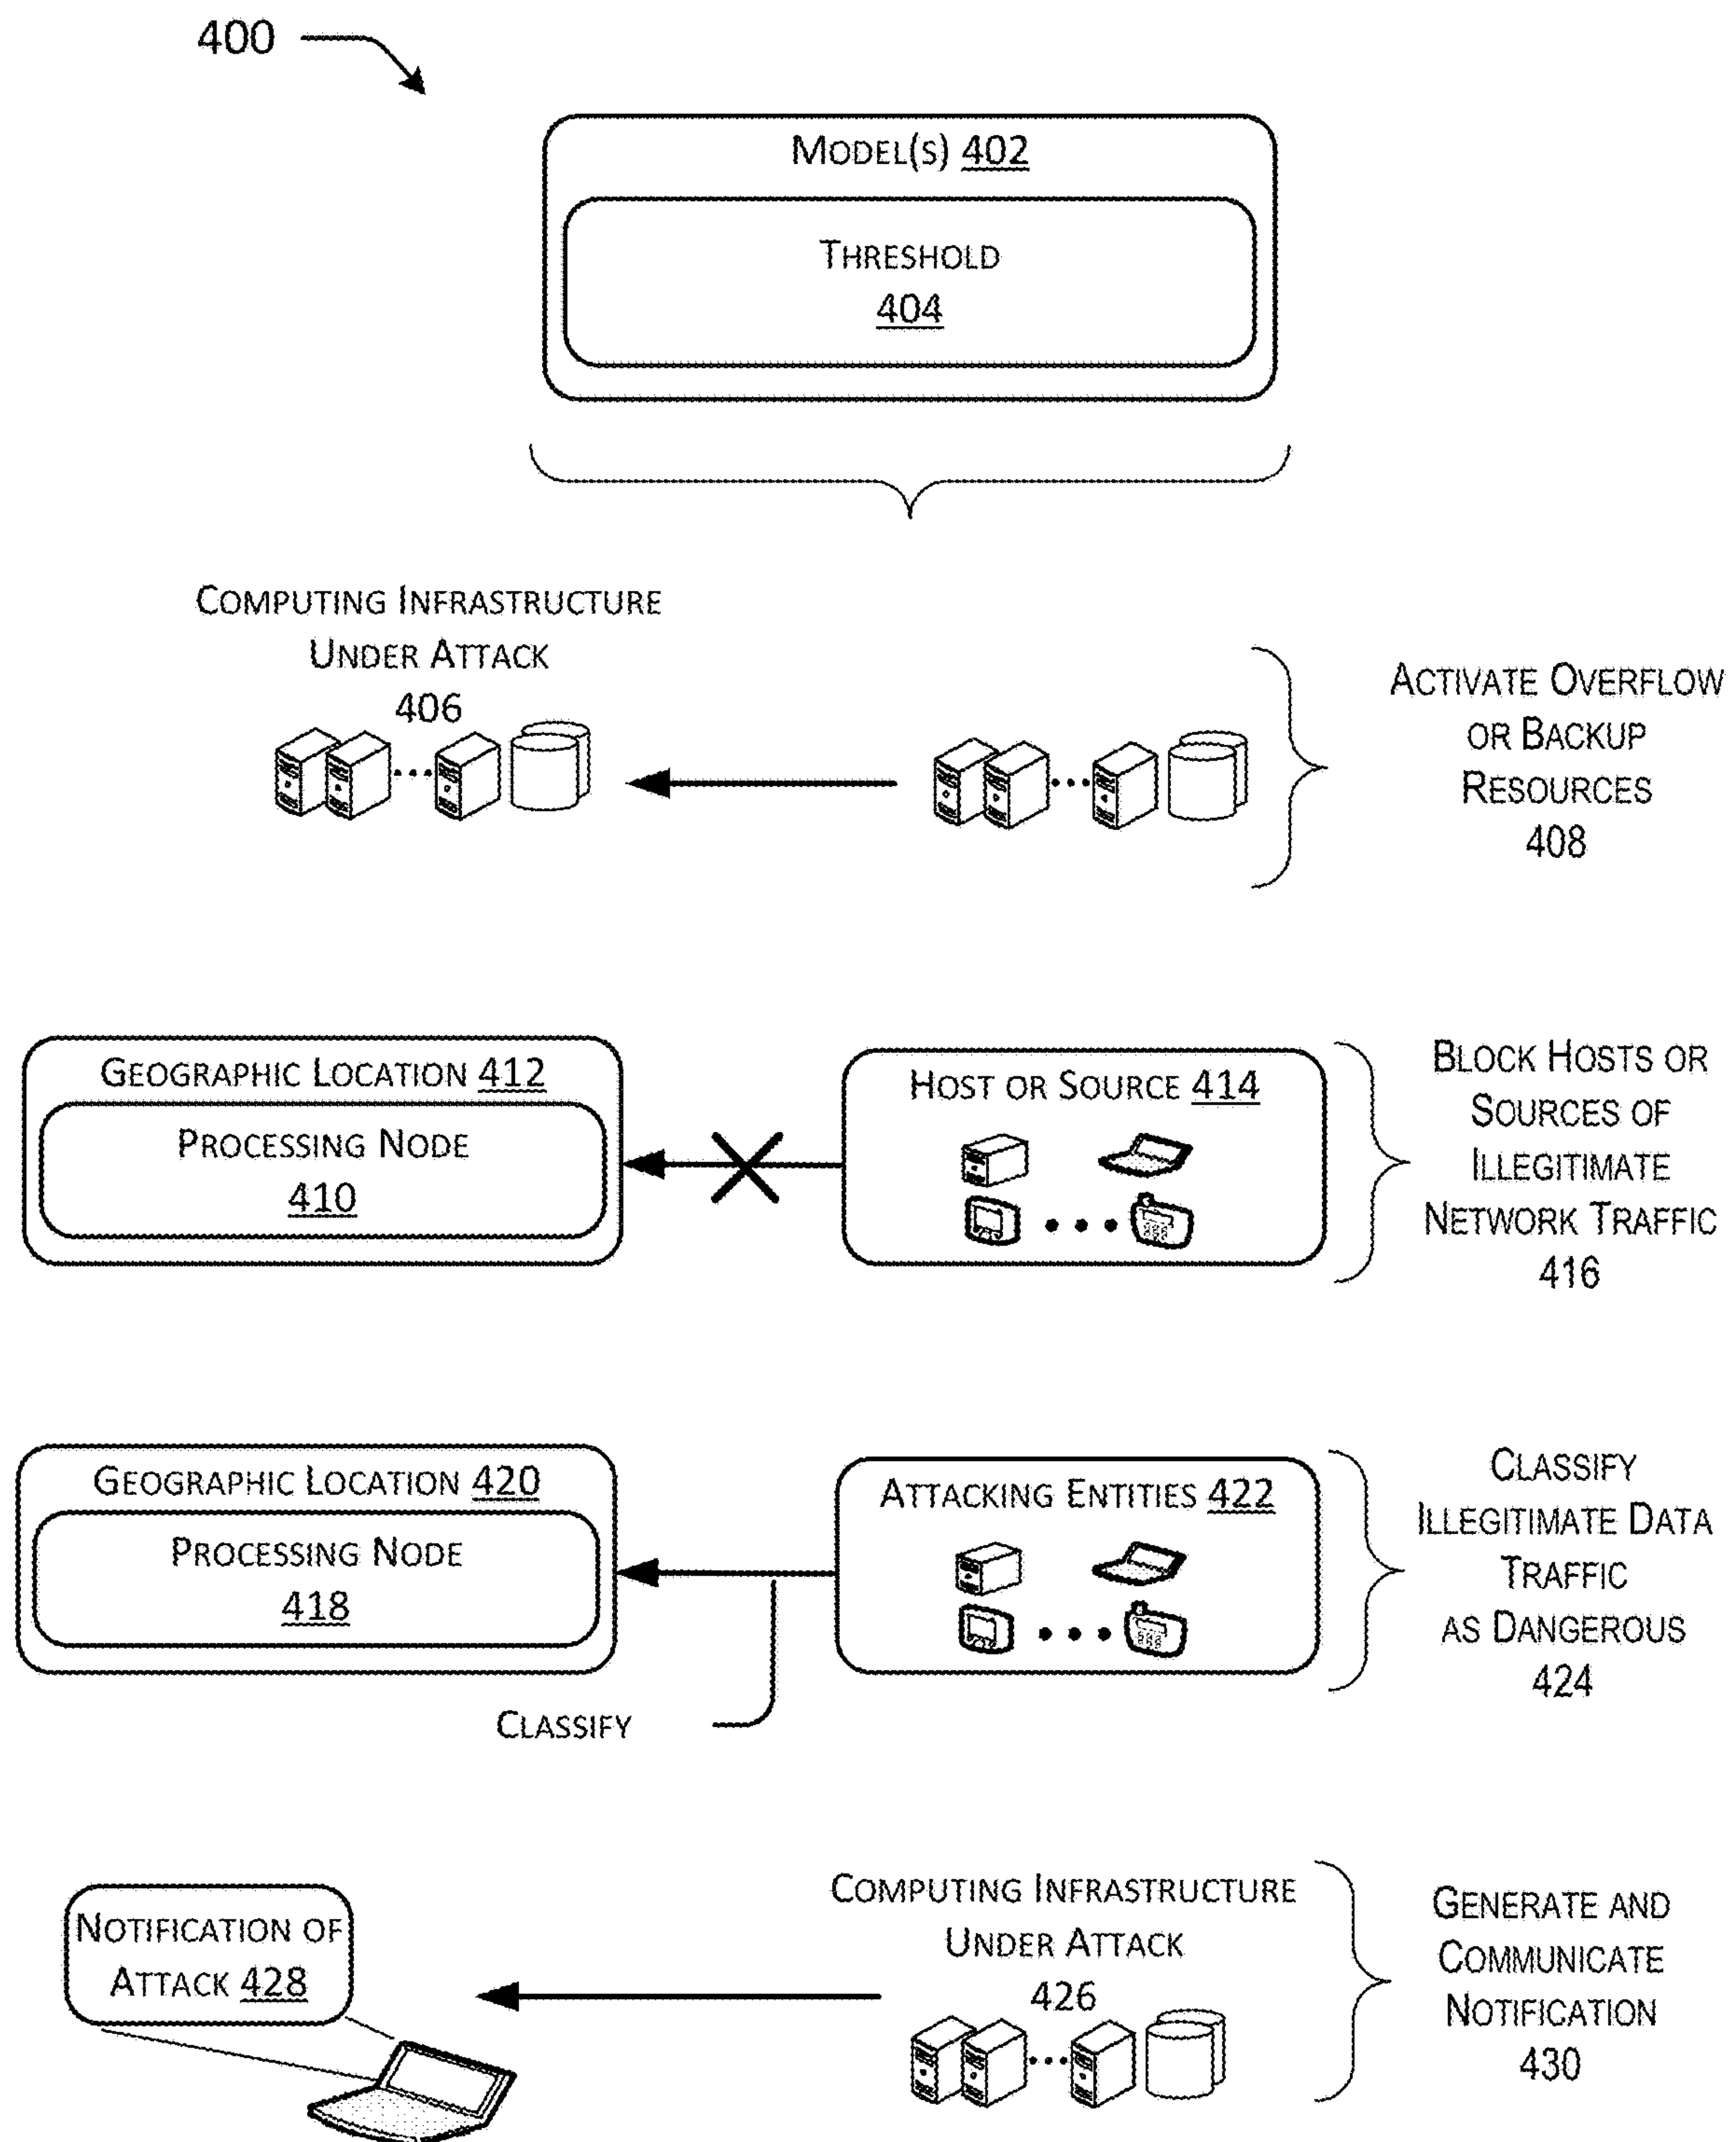 400
MODEL(S) 402
THRESHOLD
404
COMPUTING INFRASTRUCTURE
UNDER ATTACK
406
ACTIVATE OVERFLOW
OR BACKUP
RESOURCES
408
GEOGRAPHIC LOCATION 412
PROCESSING NODE
410
HOST OR SOURCE 414
BLOCK HOSTS OR
SOURCES OF
ILLEGITIMATE
NETWORK TRAFFIC
416
GEOGRAPHIC LOCATION 420
PROCESSING NODE
418
CLASSIFY
ATTACKING ENTITIES 422
CLASSIFY
ILLEGITIMATE DATA
TRAFFIC
AS DANGEROUS
424
NOTIFICATION OF
ATTACK 428
COMPUTING INFRASTRUCTURE
UNDER ATTACK
426
GENERATE AND
COMMUNICATE
NOTIFICATION
430